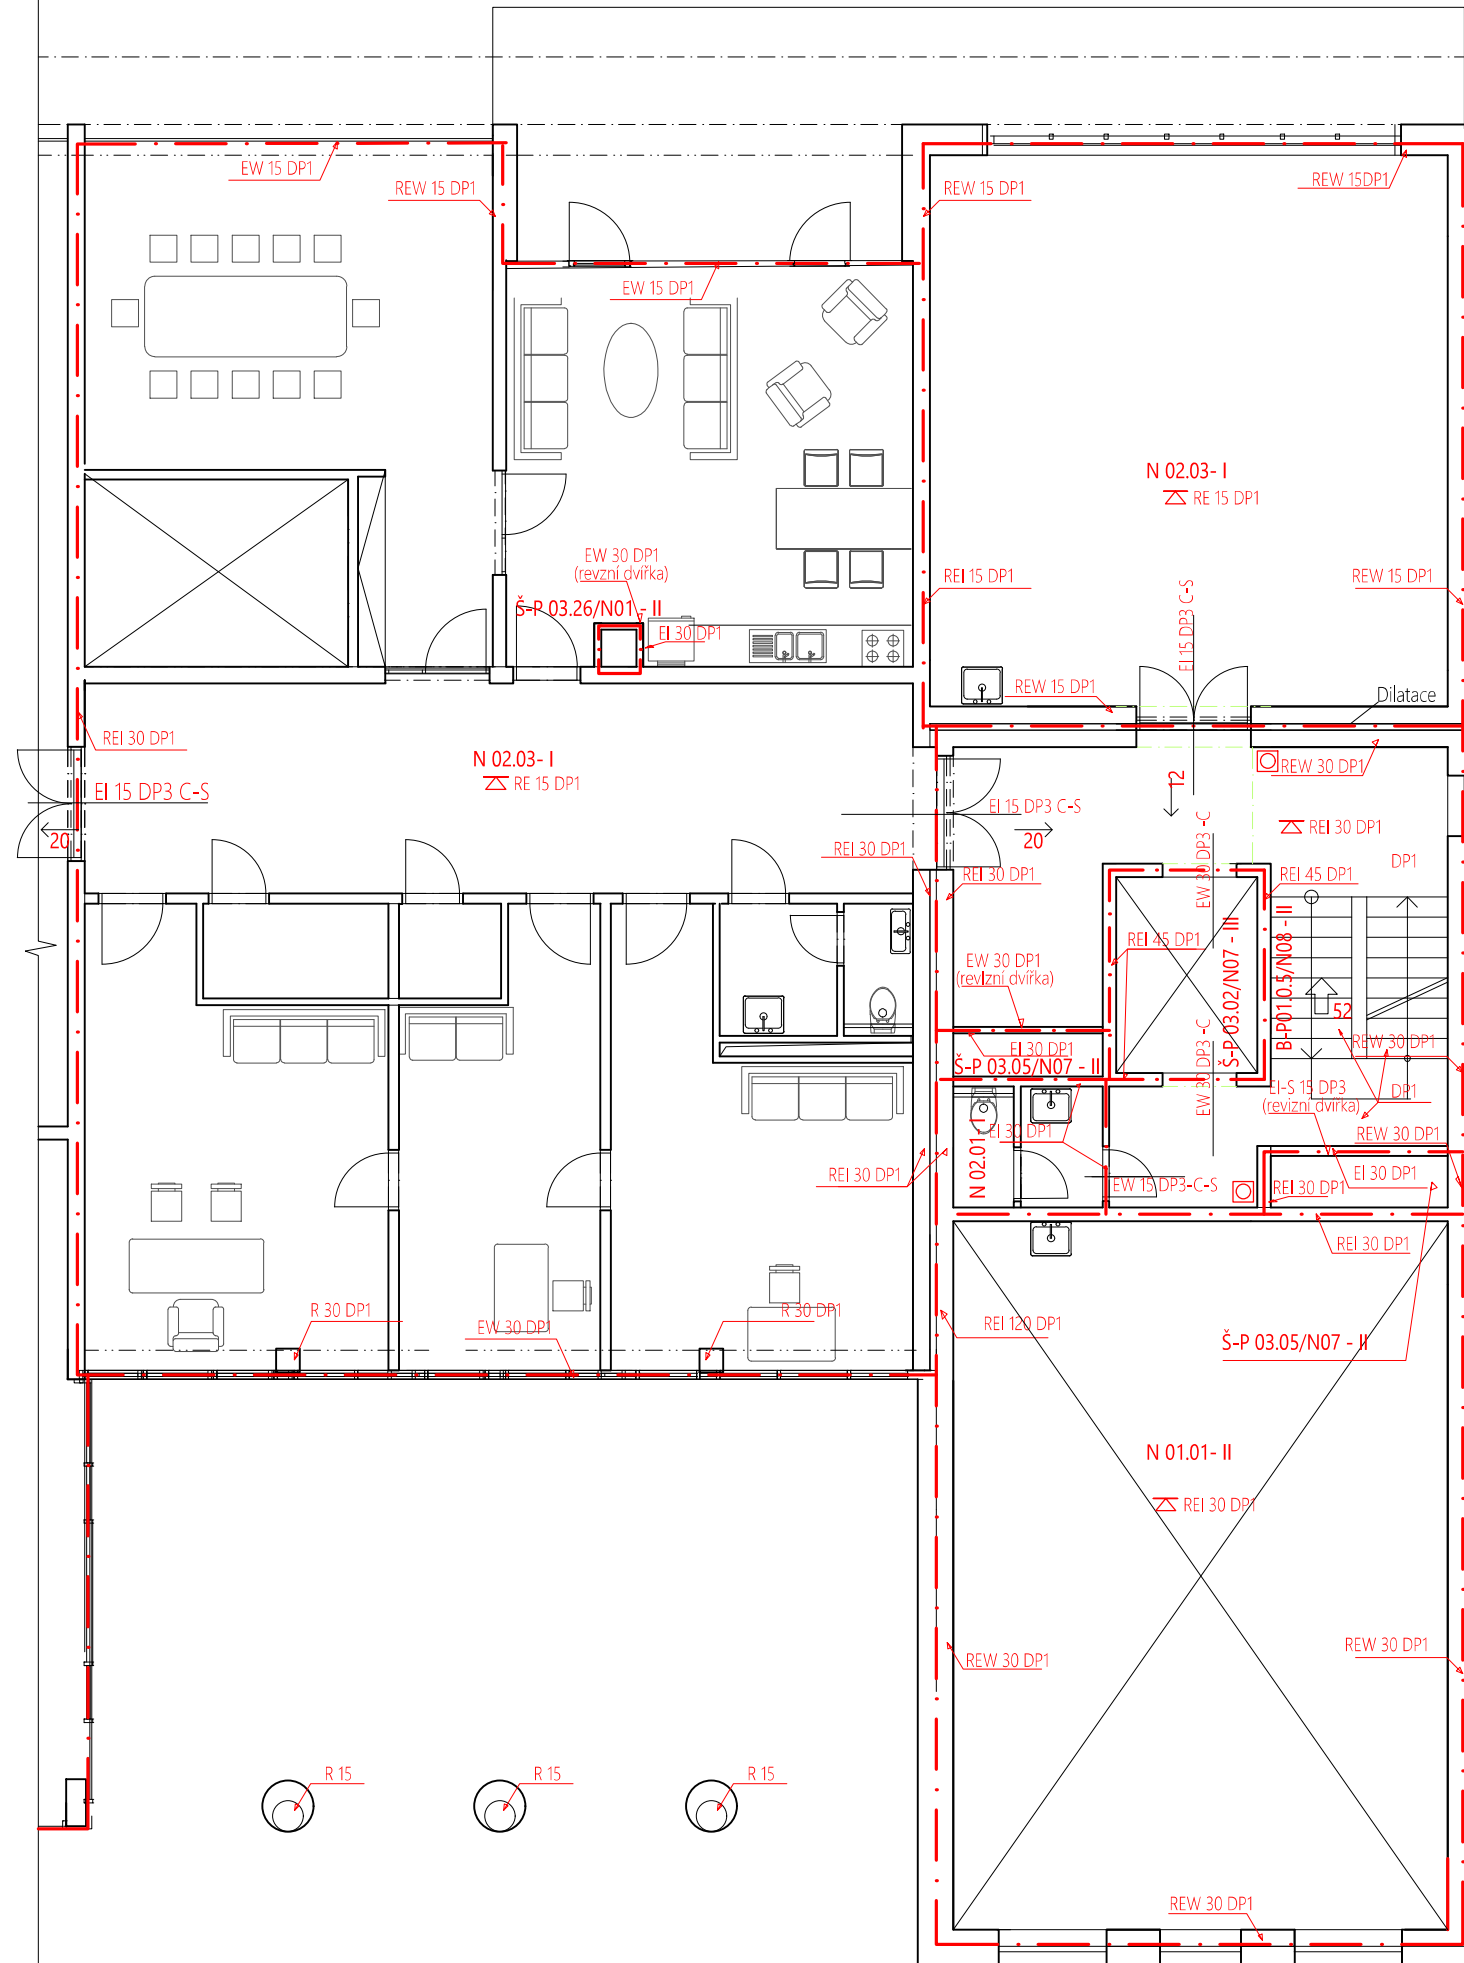 EW 15 DP1
REW 15 DP1
REW 15 DP1
REW 15DP1
EW 15 DP1
N 02.03- I
RE 15 DP1
EW 30 DP1
(revzní dvířka)
Š-P 03.26/N01 - II
EI 30 DP1
REI 15 DP1
REW 15 DP1
EI 15 DP3 C-S
REW 15 DP1
Dilatace
REI 30 DP1
N 02.03- I
RE 15 DP1
EI 15 DP3 C-S
20
EI 15 DP3 C-S
20
12
REW 30 DP1
REI 30 DP1
DP1
REI 30 DP1
REI 30 DP1
EW 30 DP3 -C
REI 45 DP1
REI 45 DP1
EW 30 DP1
(revizní dvířka)
Š-P 03.02/N07 - III
B-P01.0.5/N08 - II
52
EI 30 DP1
Š-P 03.05/N07 - II
EW 30 DP3 -C
REW 30 DP1
EI-S 15 DP3
(revizní dvířka)
DP1
N 02.01- I
EI 30 DP1
REW 30 DP1
REI 30 DP1
EW 15 DP3-C-S
REI 30 DP1
EI 30 DP1
REI 30 DP1
R 30 DP1
EW 30 DP1
R 30 DP1
REI 120 DP1
Š-P 03.05/N07 - II
N 01.01- II
REI 30 DP1
REW 30 DP1
REW 30 DP1
R 15
R 15
R 15
REW 30 DP1